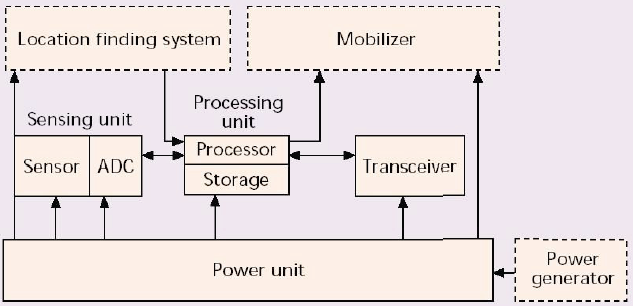 Location finding system
Mobilizer
Sensing unit
Processing
unit
Sensor
ADC
Processor
Storage
Transceiver
Power unit
Power
generator